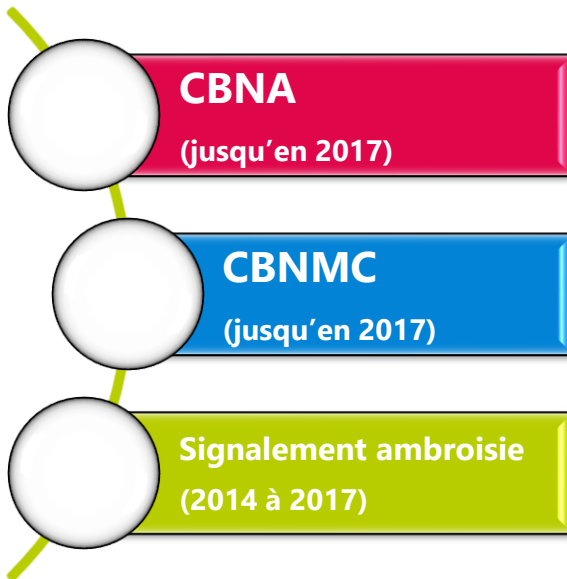 CBNA
(jusqu’en 2017)
CBNMC
(jusqu’en 2017)
Signalement ambroisie
(2014 à 2017)